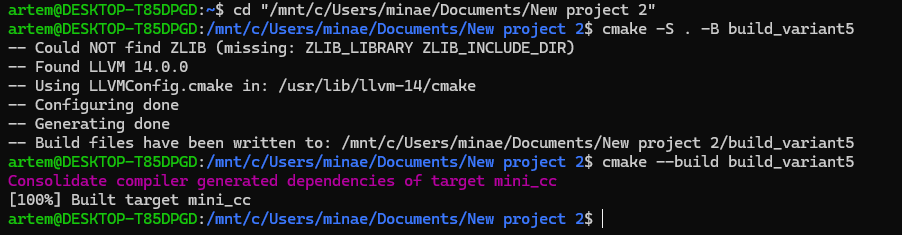 artem@DESKTOP-T85DPGD:~$ cd "/mnt/c/Users/minae/Documents/New project 2"
artem@DESKTOP-T85DPGD:/mnt/c/Users/minae/Documents/New project 2$ cmake -S . -B build_variant5
-- Could NOT find ZLIB (missing: ZLIB_LIBRARY ZLIB_INCLUDE_DIR)
-- Found LLVM 14.0.0
-- Using LLVMConfig.cmake in: /usr/lib/llvm-14/cmake
-- Configuring done
-- Generating done
-- Build files have been written to: /mnt/c/Users/minae/Documents/New project 2/build_variant5
artem@DESKTOP-T85DPGD:/mnt/c/Users/minae/Documents/New project 2$ cmake --build build_variant5
Consolidate compiler generated dependencies of target mini_cc
[100%] Built target mini_cc
artem@DESKTOP-T85DPGD:/mnt/c/Users/minae/Documents/New project 2$